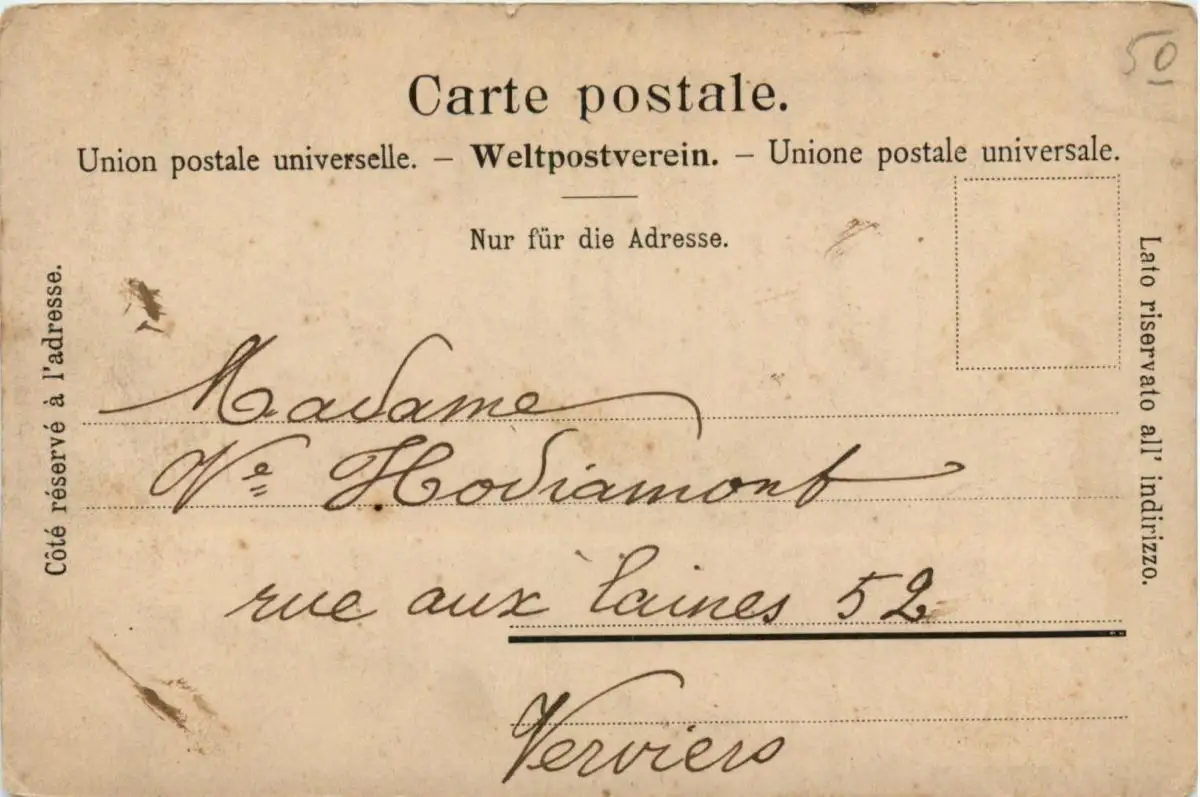 50
Carte postale.
Union postale universelle. – Weltpostverein. – Unione postale universale.
Nur für die Adresse.
Côté réservé à l'adresse.
Lato riservato all' indirizzo.
Madame
Ve Hodiamont
rue aux laines 52
Verviers